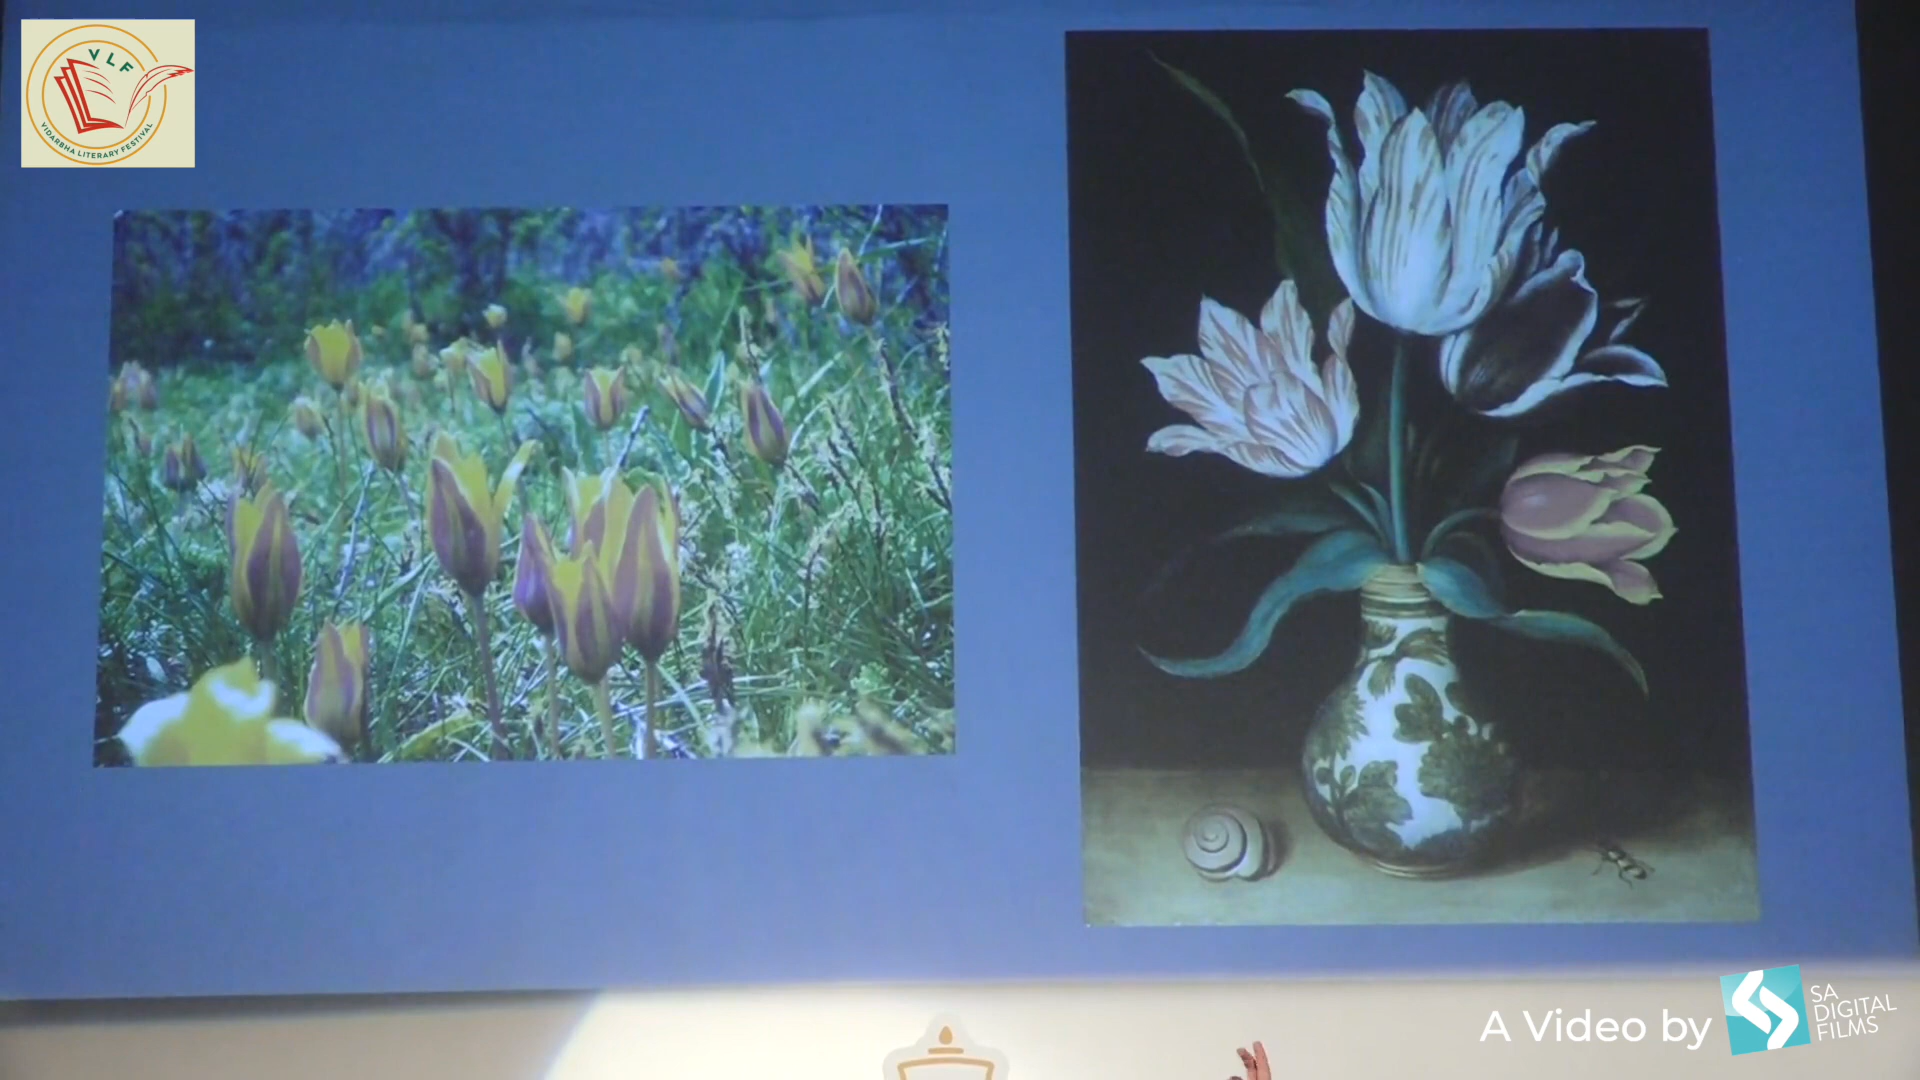 VLF
VIDARBHA LITERARY FESTIVAL
A Video by
SA
DIGITAL
FILMS